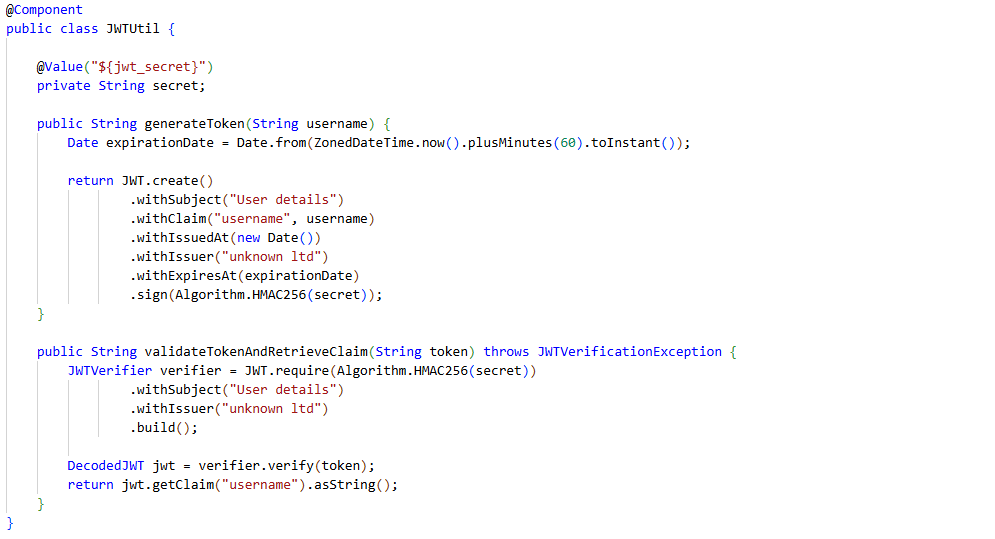 @Component
public class JWTUtil {
@Value("${jwt_secret}")
private String secret;
public String generateToken(String username) {
Date expirationDate = Date.from(ZonedDateTime.now().plusMinutes(60).toInstant());
return JWT.create()
.withSubject("User details")
.withClaim("username", username)
.withIssuedAt(new Date())
.withIssuer("unknown ltd")
.withExpiresAt(expirationDate)
.sign(Algorithm.HMAC256(secret));
}
public String validateTokenAndRetrieveClaim(String token) throws JWTVerificationException {
JWTVerifier verifier = JWT.require(Algorithm.HMAC256(secret))
.withSubject("User details")
.withIssuer("unknown ltd")
.build();
DecodedJWT jwt = verifier.verify(token);
return jwt.getClaim("username").asString();
}
}